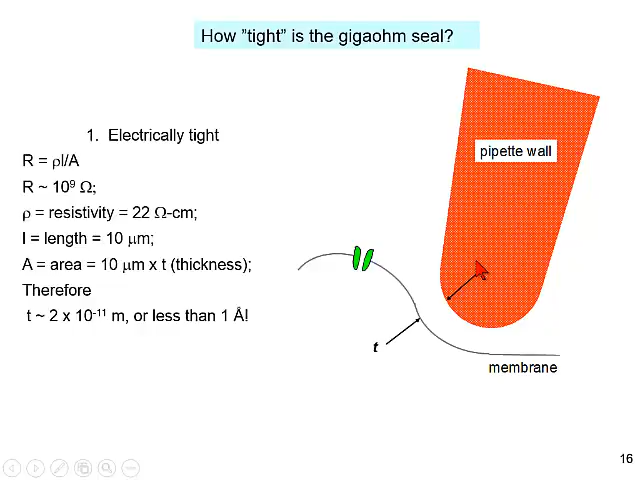 How ”tight” is the gigaohm seal?
pipette wall
1. Electrically tight
R = ρl/A
R ~ 10⁹ Ω;
ρ = resistivity = 22 Ω-cm;
l = length = 10 μm;
A = area = 10 μm x t (thickness);
Therefore
t ~ 2 x 10⁻¹¹ m, or less than 1 Å!
t
membrane
16